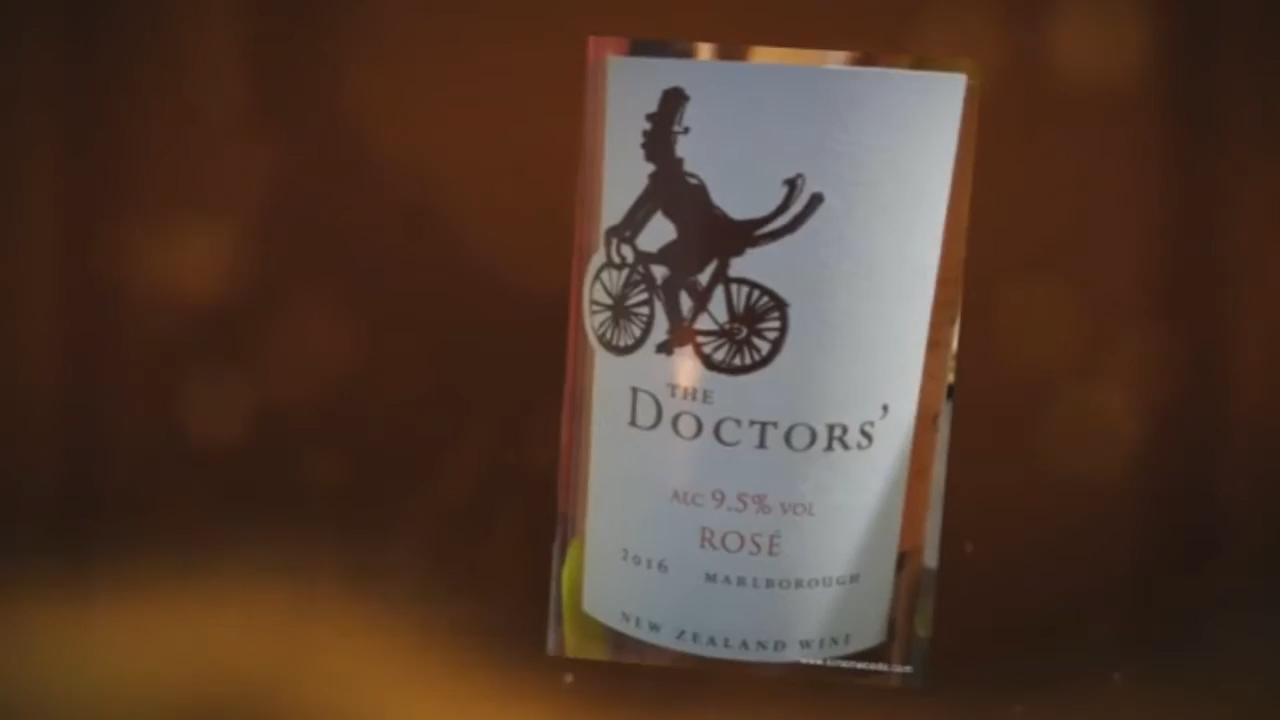 THE
DOCTORS'
ALC 9.5% VOL
ROSÉ
2016 MARLBOROUGH
NEW ZEALAND WINE